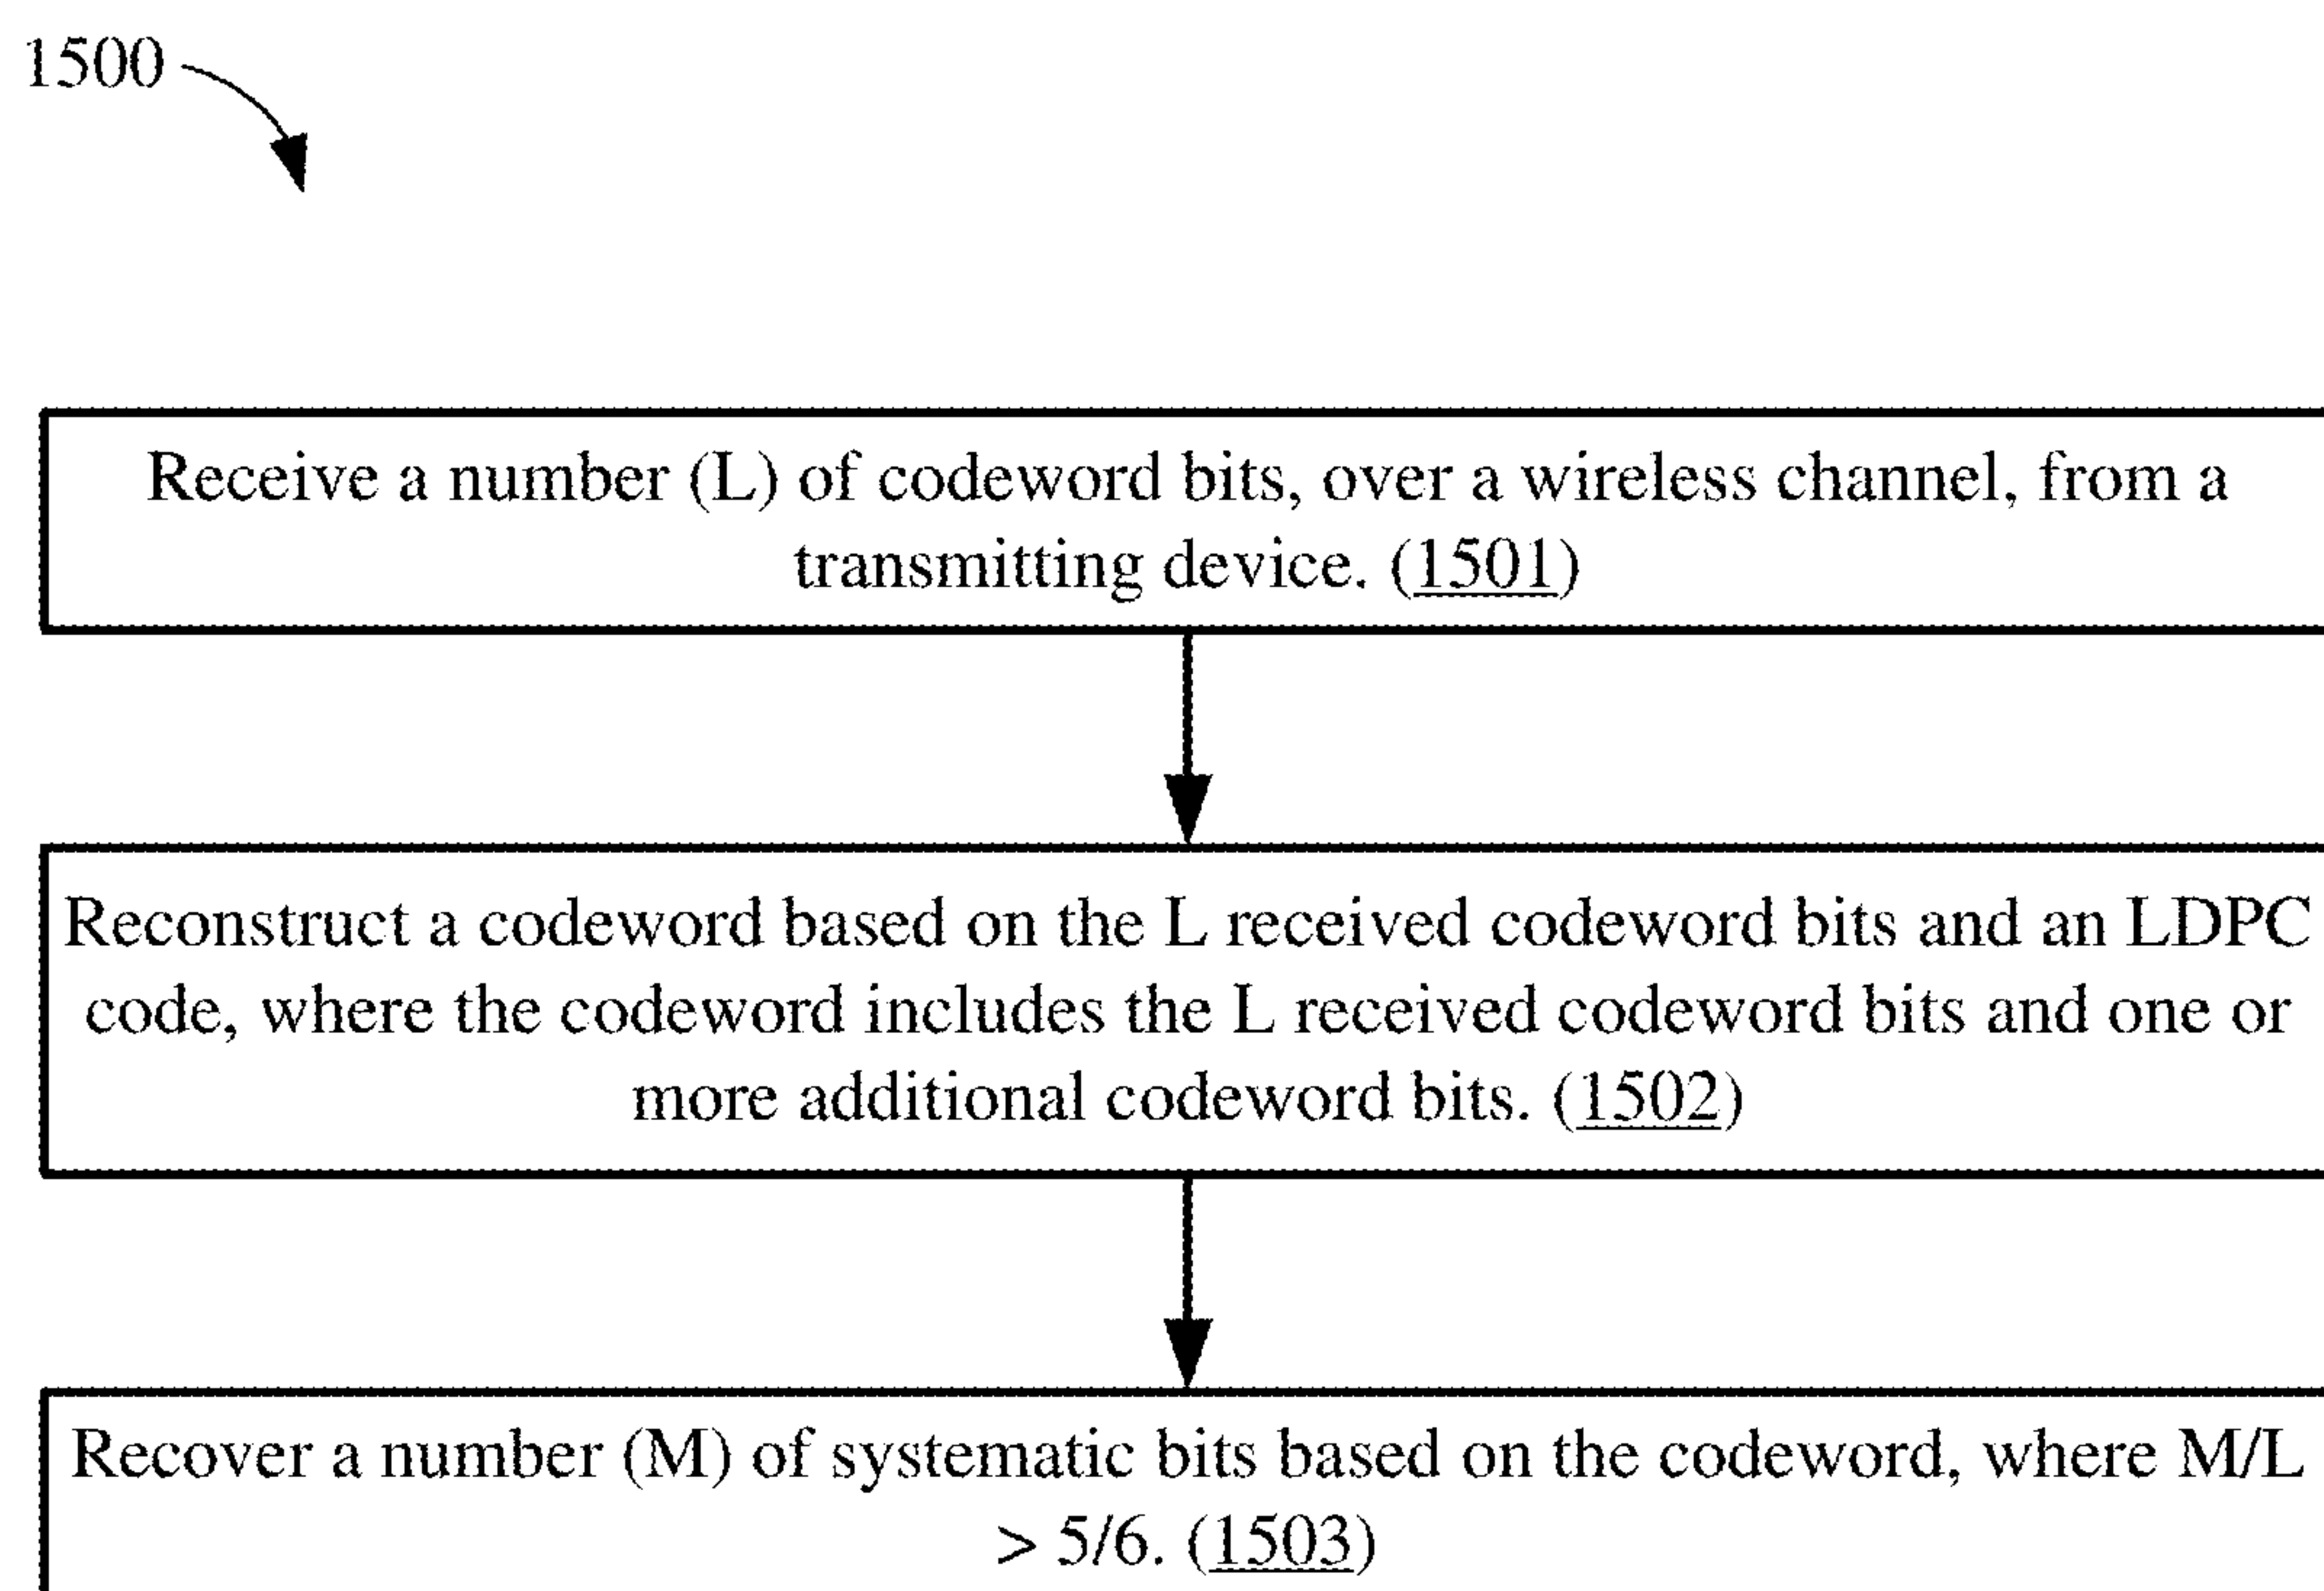 1500
Receive a number (L) of codeword bits, over a wireless channel, from a
transmitting device. (1501)
Reconstruct a codeword based on the L received codeword bits and an LDPC
code, where the codeword includes the L received codeword bits and one or
more additional codeword bits. (1502)
Recover a number (M) of systematic bits based on the codeword, where M/L
> 5/6. (1503)